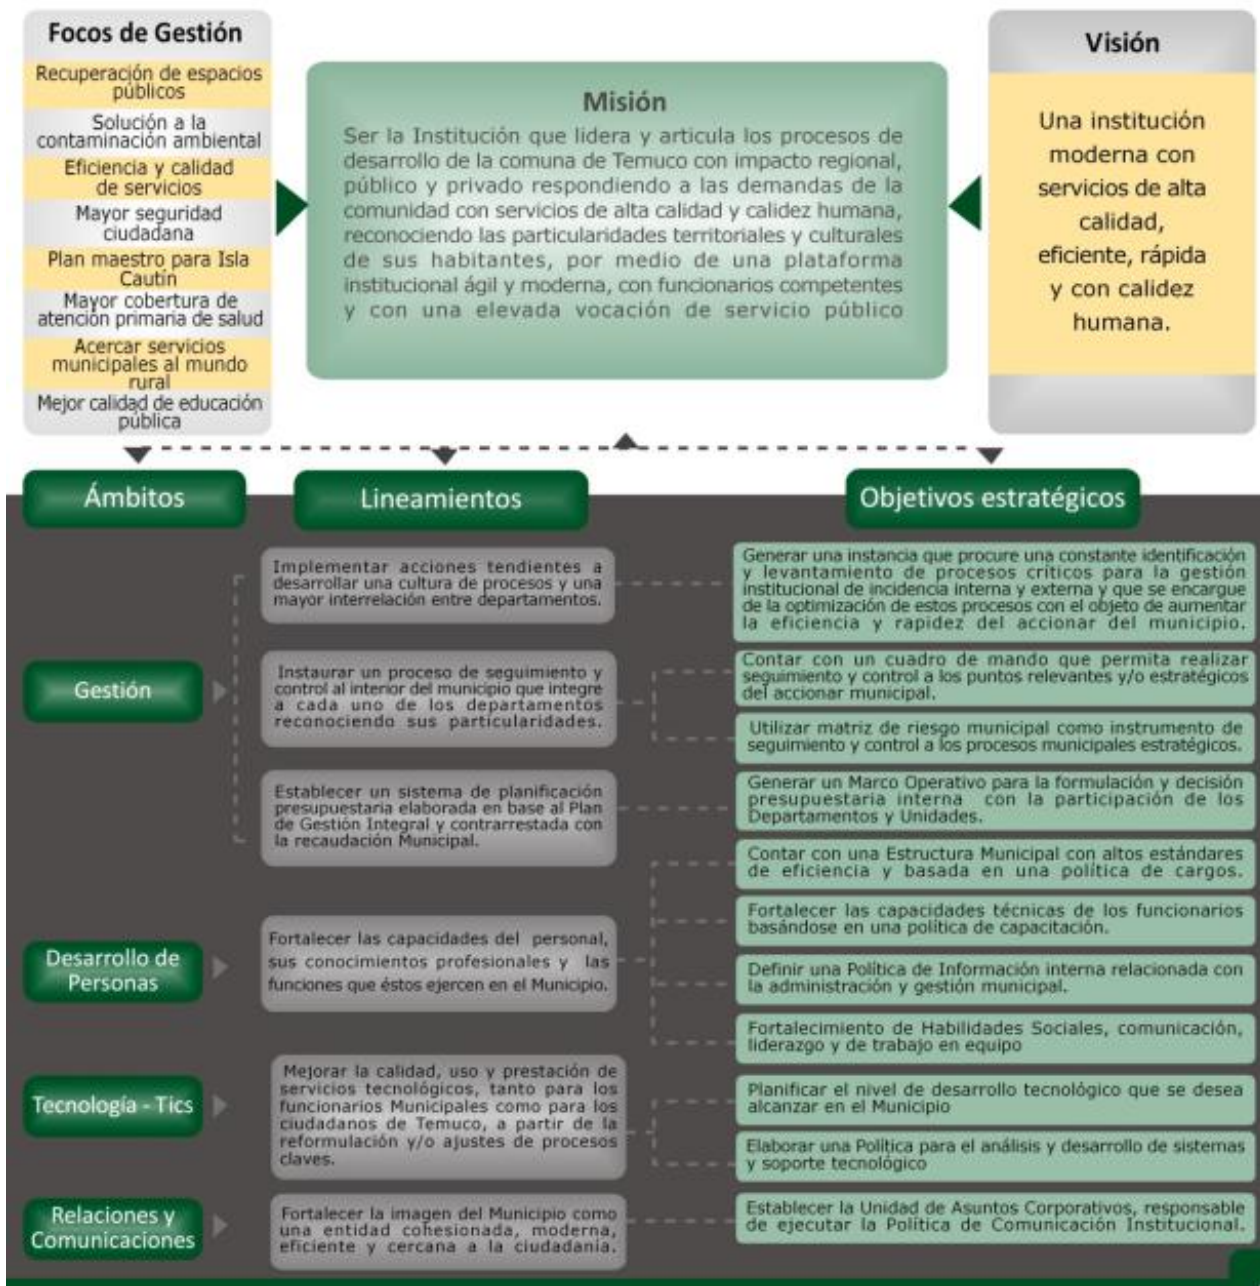 Focos de Gestión
Recuperación de espacios
públicos
Solución a la
contaminación ambiental
Eficiencia y calidad
de servicios
Mayor seguridad
ciudadana
Plan maestro para Isla
Cautín
Mayor cobertura de
atención primaria de salud
Acercar servicios
municipales al mundo
rural
Mejor calidad de educación
pública
Misión
Ser la Institución que lidera y articula los procesos de
desarrollo de la comuna de Temuco con impacto regional,
público y privado respondiendo a las demandas de la
comunidad con servicios de alta calidad y calidez humana,
reconociendo las particularidades territoriales y culturales
de sus habitantes, por medio de una plataforma
institucional ágil y moderna, con funcionarios competentes
y con una elevada vocación de servicio público
Visión
Una institución
moderna con
servicios de alta
calidad,
eficiente, rápida
y con calidez
humana.
Ámbitos
Lineamientos
Objetivos estratégicos
Gestión
Implementar acciones tendientes a
desarrollar una cultura de procesos y una
mayor interrelación entre departamentos.
Generar una instancia que procure una constante identificación
y levantamiento de procesos críticos para la gestión
institucional de incidencia interna y externa y que se encargue
de la optimización de estos procesos con el objeto de aumentar
la eficiencia y rapidez del accionar del municipio.
Instaurar un proceso de seguimiento y
control al interior del municipio que integre
a cada uno de los departamentos
reconociendo sus particularidades.
Contar con un cuadro de mando que permita realizar
seguimiento y control a los puntos relevantes y/o estratégicos
del accionar municipal.
Utilizar matriz de riesgo municipal como instrumento de
seguimiento y control a los procesos municipales estratégicos.
Establecer un sistema de planificación
presupuestaria elaborada en base al Plan
de Gestión Integral y contrarrestada con
la recaudación Municipal.
Generar un Marco Operativo para la formulación y decisión
presupuestaria interna con la participación de los
Departamentos y Unidades.
Desarrollo de
Personas
Fortalecer las capacidades del personal,
sus conocimientos profesionales y las
funciones que éstos ejercen en el Municipio.
Contar con una Estructura Municipal con altos estándares
de eficiencia y basada en una política de cargos.
Fortalecer las capacidades técnicas de los funcionarios
basándose en una política de capacitación.
Definir una Política de Información interna relacionada con
la administración y gestión municipal.
Fortalecimiento de Habilidades Sociales, comunicación,
liderazgo y de trabajo en equipo
Tecnología - Tics
Mejorar la calidad, uso y prestación de
servicios tecnológicos, tanto para los
funcionarios Municipales como para los
ciudadanos de Temuco, a partir de la
reformulación y/o ajustes de procesos
claves.
Planificar el nivel de desarrollo tecnológico que se desea
alcanzar en el Municipio
Elaborar una Política para el análisis y desarrollo de sistemas
y soporte tecnológico
Relaciones y
Comunicaciones
Fortalecer la imagen del Municipio como
una entidad cohesionada, moderna,
eficiente y cercana a la ciudadanía.
Establecer la Unidad de Asuntos Corporativos, responsable
de ejecutar la Política de Comunicación Institucional.